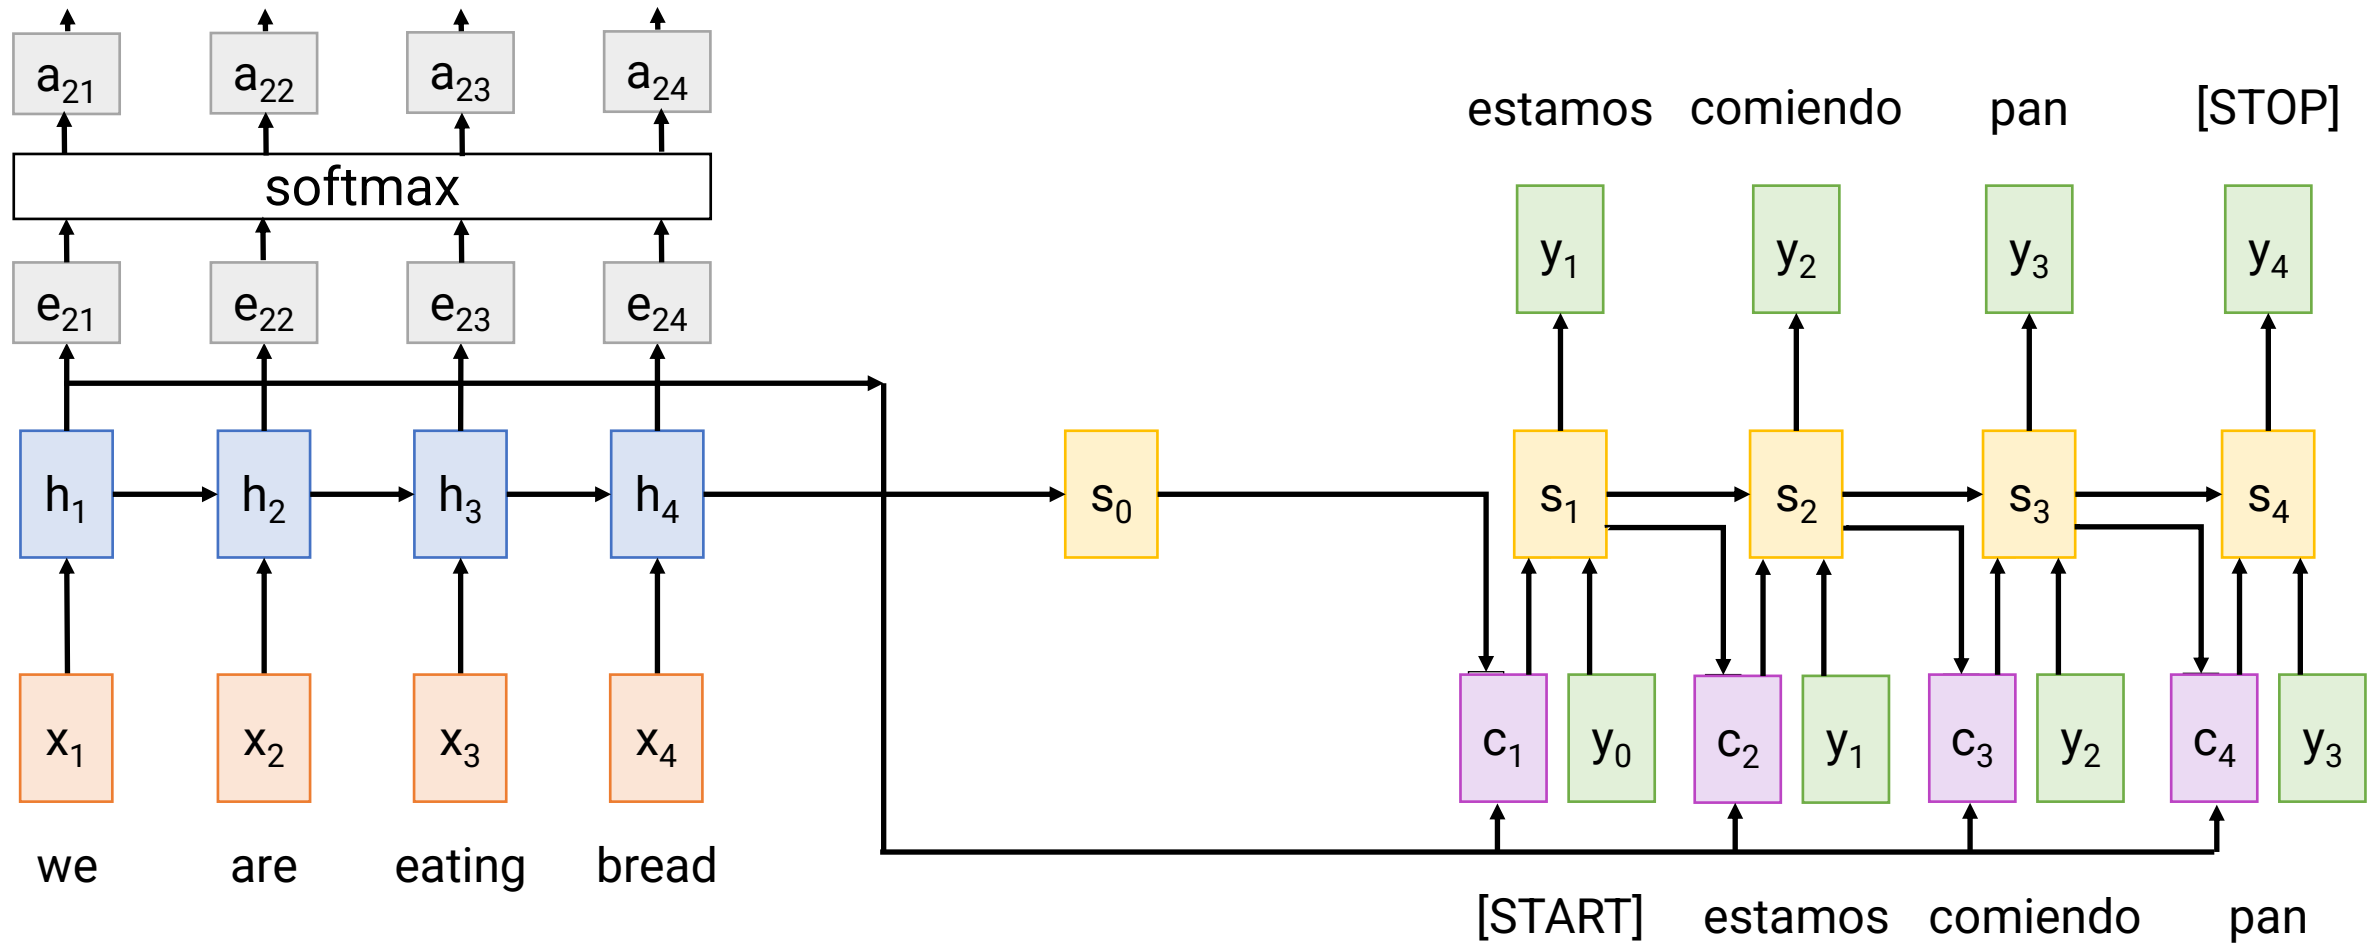 a21 a22 a23 a24
estamos comiendo pan [STOP]
softmax
y1 y2 y3 y4
e21 e22 e23 e24
h1 h2 h3 h4 s0 s1 s2 s3 s4
x1 x2 x3 x4 c1 y0 c2 y1 c3 y2 c4 y3
we are eating bread
[START] estamos comiendo pan